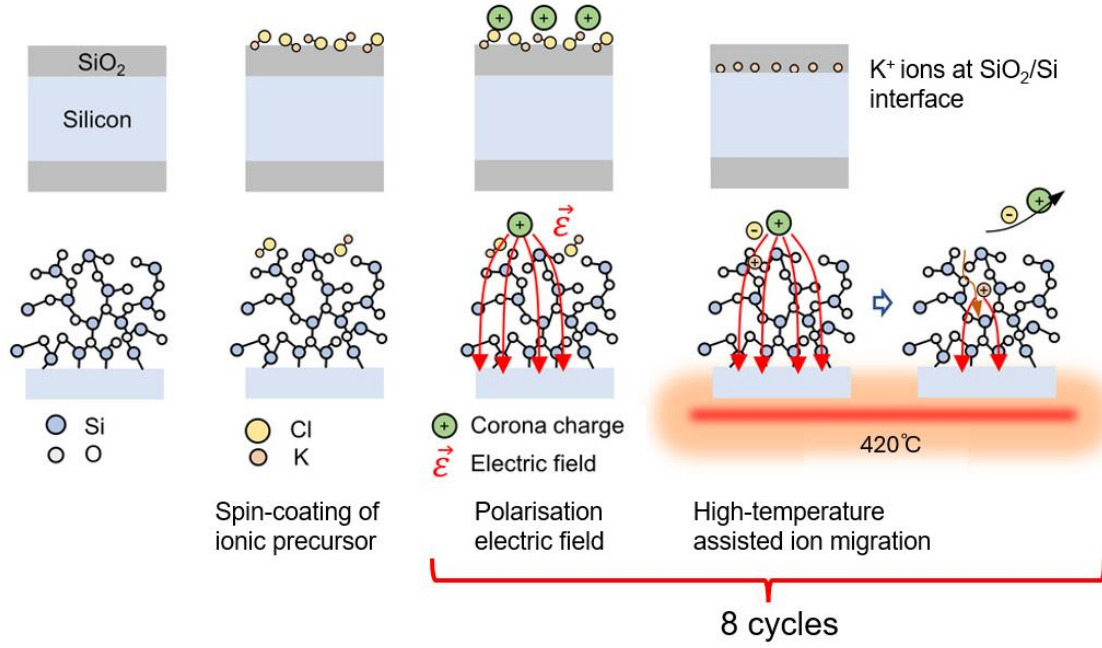 SiO₂
Silicon
K⁺ ions at SiO₂/Si
interface
+ + +
+
ε⃗
- +
+
- +
+
Si
O
Cl
K
+ Corona charge
ε⃗ Electric field
420℃
Spin-coating of
ionic precursor
Polarisation
electric field
High-temperature
assisted ion migration
8 cycles